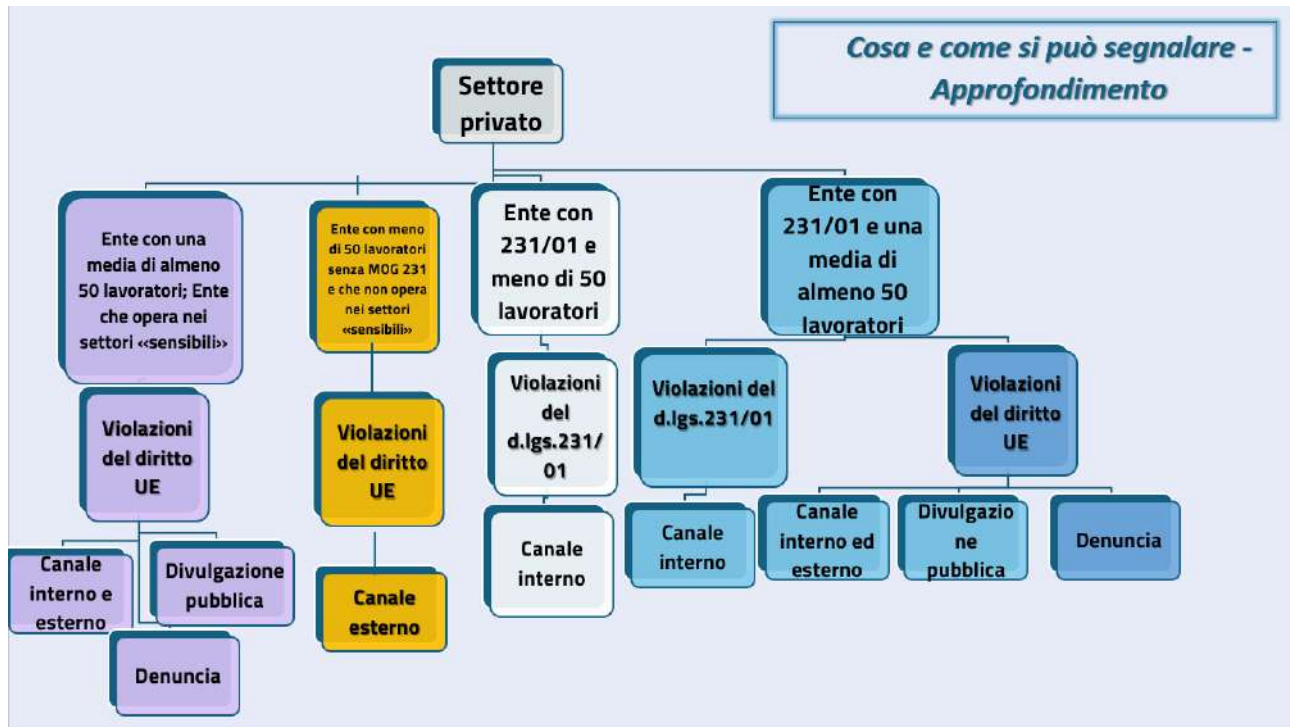 Cosa e come si può segnalare -
Approfondimento
Settore
privato
Ente con una
media di almeno
50 lavoratori; Ente
che opera nei
settori «sensibili»
Ente con meno
di 50 lavoratori
senza MOG 231
e che non opera
nei settori
«sensibili»
Ente con
231/01 e
meno di 50
lavoratori
Ente con
231/01 e una
media di
almeno 50
lavoratori
Violazioni
del diritto
UE
Violazioni
del diritto
UE
Violazioni
del
d.lgs.231/
01
Violazioni del
d.lgs.231/01
Violazioni
del diritto
UE
Canale
interno e
esterno
Divulgazione
pubblica
Denuncia
Canale
esterno
Canale
interno
Canale
interno
Canale
interno ed
esterno
Divulgazio
ne
pubblica
Denuncia